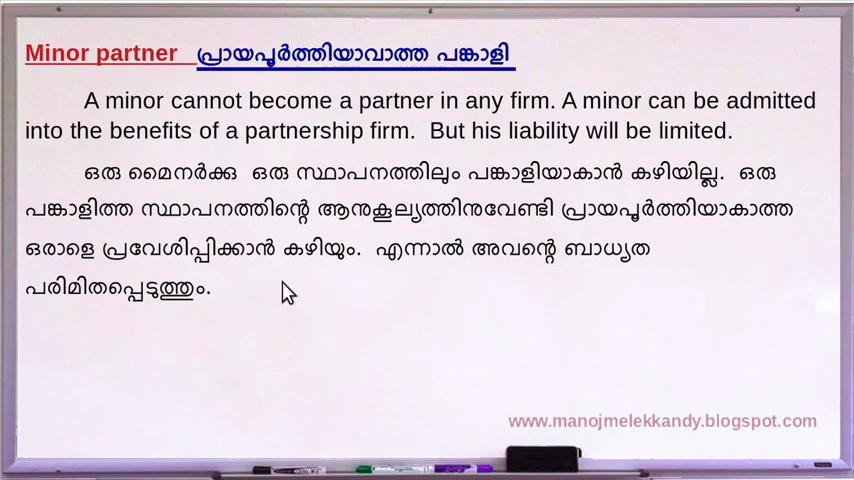 Minor partner പ്രായപൂർത്തിയാവാത്ത പങ്കാളി
A minor cannot become a partner in any firm. A minor can be admitted
into the benefits of a partnership firm. But his liability will be limited.
ഒരു മൈനർക്കു ഒരു സ്ഥാപനത്തിലും പങ്കാളിയാകാൻ കഴിയില്ല. ഒരു
പങ്കാളിത്ത സ്ഥാപനത്തിന്റെ ആനുകൂല്യത്തിനുവേണ്ടി പ്രായപൂർത്തിയാകാത്ത
ഒരാളെ പ്രവേശിപ്പിക്കാൻ കഴിയും. എന്നാൽ അവന്റെ ബാധ്യത
പരിമിതപ്പെടുത്തും.
www.manojmelekkandy.blogspot.com